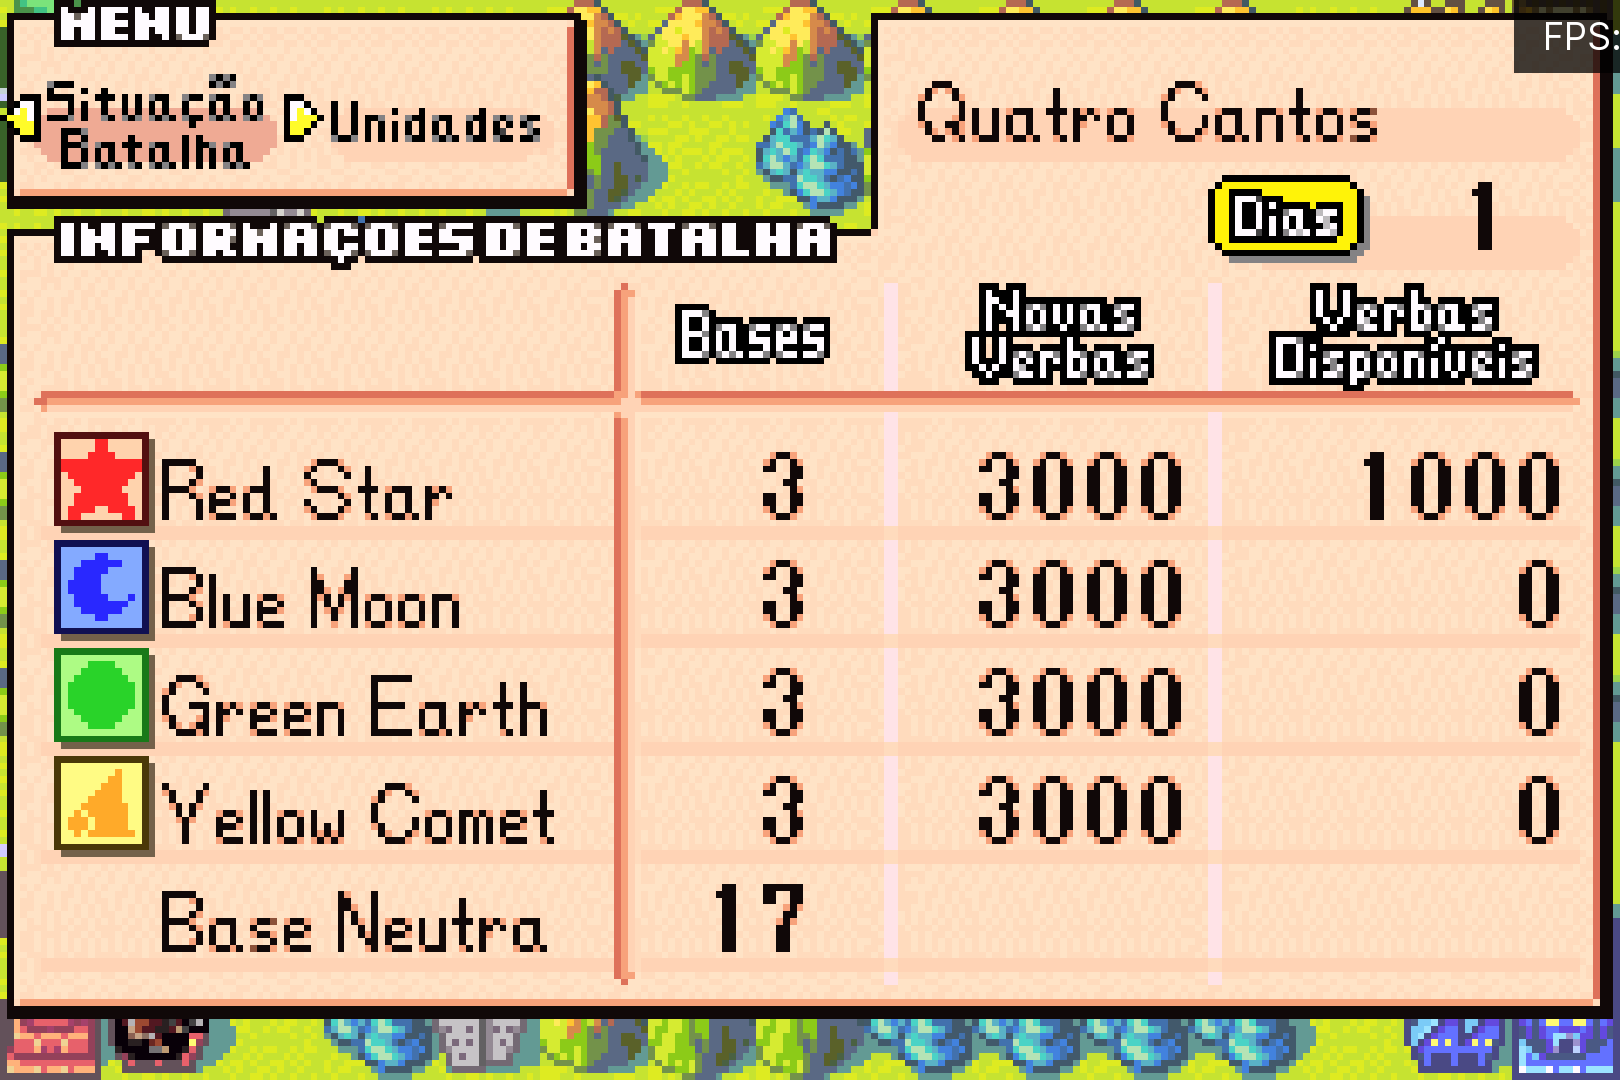 MENU
FPS:
Situação
Batalha
Unidades
Quatro Cantos
Dias 1
INFORMAÇÕES DE BATALHA
Bases
Novas
Verbas
Verbas
Disponíveis
Red Star 3 3000 1000
Blue Moon 3 3000 0
Green Earth 3 3000 0
Yellow Comet 3 3000 0
Base Neutra 17